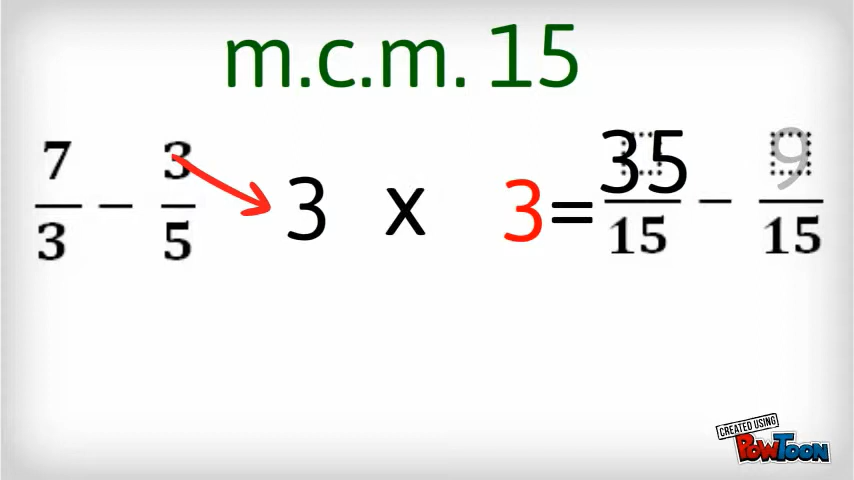 m.c.m. 15
7/3 − 3/5 3 x 3 = 35/15 − 9/15
CREATED USING
POWTOON